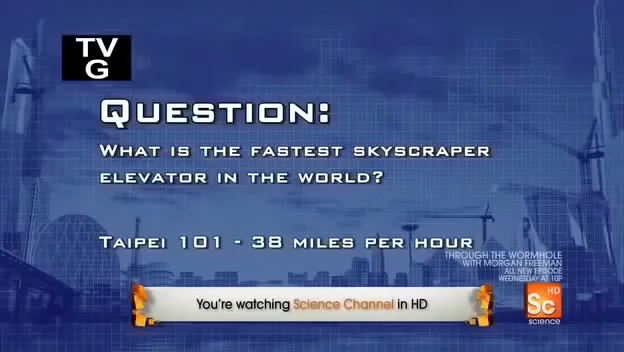 TV
G
QUESTION:
WHAT IS THE FASTEST SKYSCRAPER
ELEVATOR IN THE WORLD?
TAIPEI 101 - 38 MILES PER HOUR
THROUGH THE WORMHOLE
WITH MORGAN FREEMAN
ALL NEW EPISODE
WEDNESDAY AT 10P
You're watching Science Channel in HD
HD
Sc
science